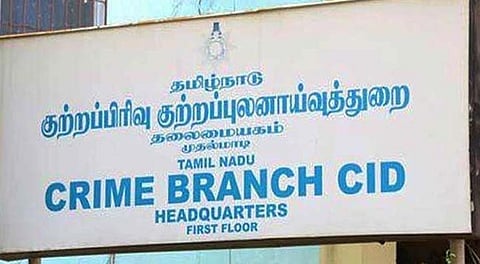 தமிழ்நாடு
குற்றப்பிரிவு குற்றப்புலனாய்வுத்துறை
தலைமையகம்
முதல்மாடி
TAMIL NADU
CRIME BRANCH CID
HEADQUARTERS
FIRST FLOOR